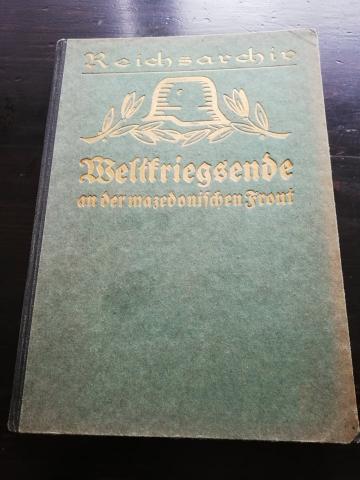 Reichsarchiv
Weltkriegsende
an der mazedonischen Front